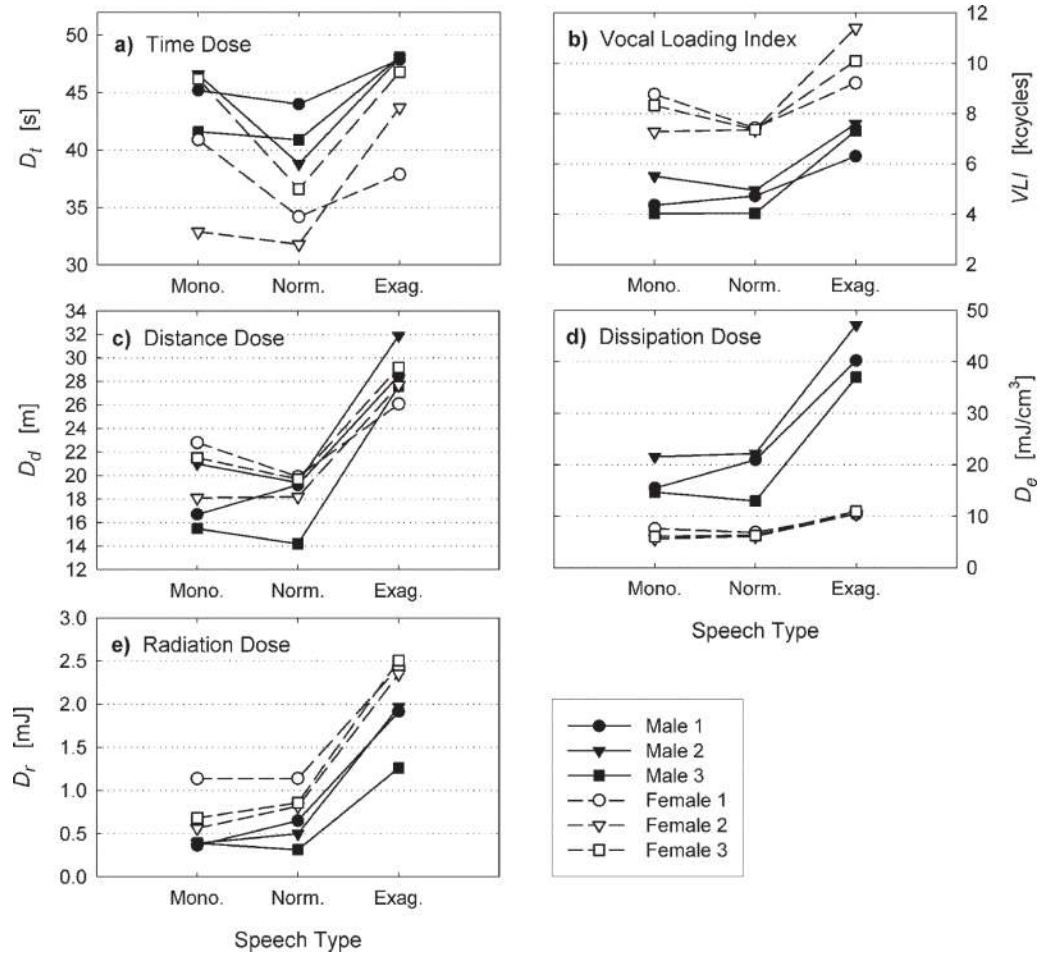 a) Time Dose
50
45
40
35
30
D_t [s]
Mono. Norm. Exag.
b) Vocal Loading Index
12
10
8
6
4
2
VLI [kcycles]
Mono. Norm. Exag.
c) Distance Dose
34
32
30
28
26
24
22
20
18
16
14
12
D_d [m]
Mono. Norm. Exag.
d) Dissipation Dose
50
40
30
20
10
0
D_e [mJ/cm³]
Mono. Norm. Exag.
Speech Type
e) Radiation Dose
3.0
2.5
2.0
1.5
1.0
0.5
0.0
D_r [mJ]
Mono. Norm. Exag.
Speech Type
Male 1
Male 2
Male 3
Female 1
Female 2
Female 3